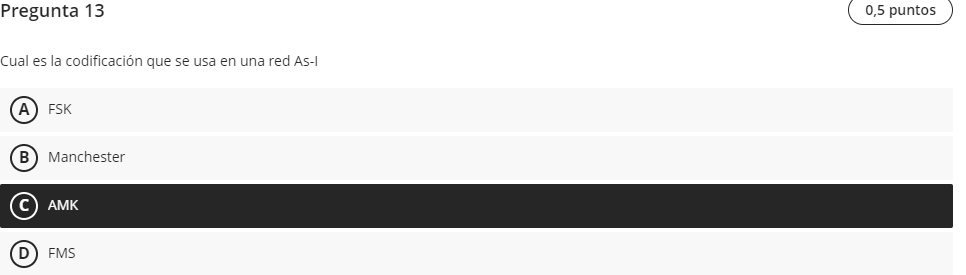 Pregunta 13
0,5 puntos
Cual es la codificación que se usa en una red As-I
A FSK
B Manchester
C AMK
D FMS